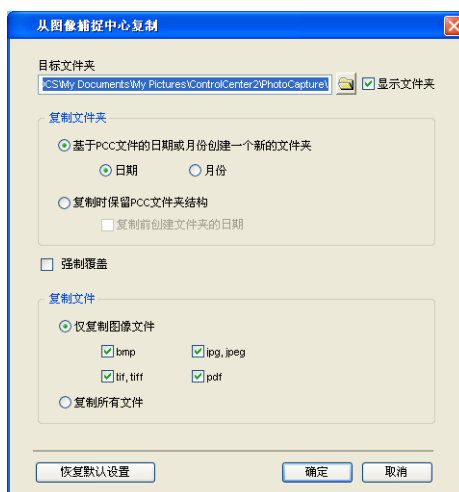 从图像捕捉中心复制
目标文件夹
CS\My Documents\My Pictures\ControlCenter2\PhotoCapture\
显示文件夹
复制文件夹
基于PCC文件的日期或月份创建一个新的文件夹
日期 月份
复制时保留PCC文件夹结构
复制前创建文件夹的日期
强制覆盖
复制文件
仅复制图像文件
bmp jpg, jpeg
tif, tiff pdf
复制所有文件
恢复默认设置 确定 取消